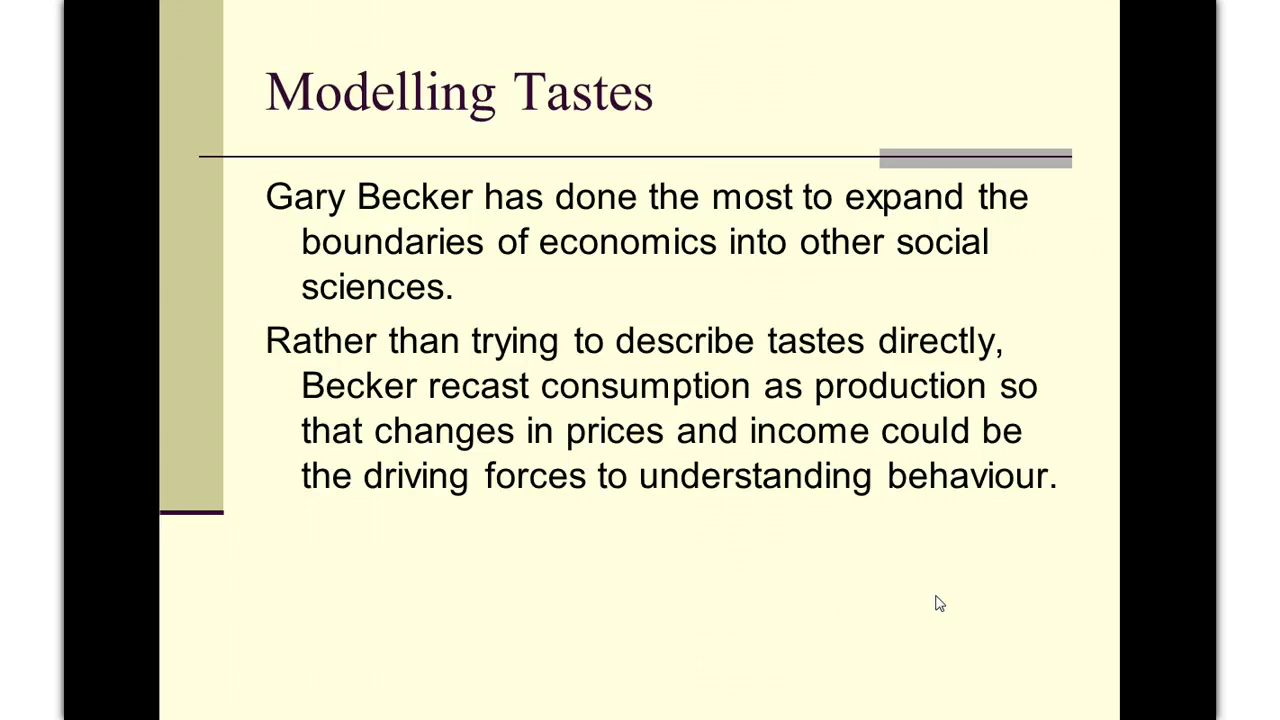 Modelling Tastes
Gary Becker has done the most to expand the
boundaries of economics into other social
sciences.
Rather than trying to describe tastes directly,
Becker recast consumption as production so
that changes in prices and income could be
the driving forces to understanding behaviour.